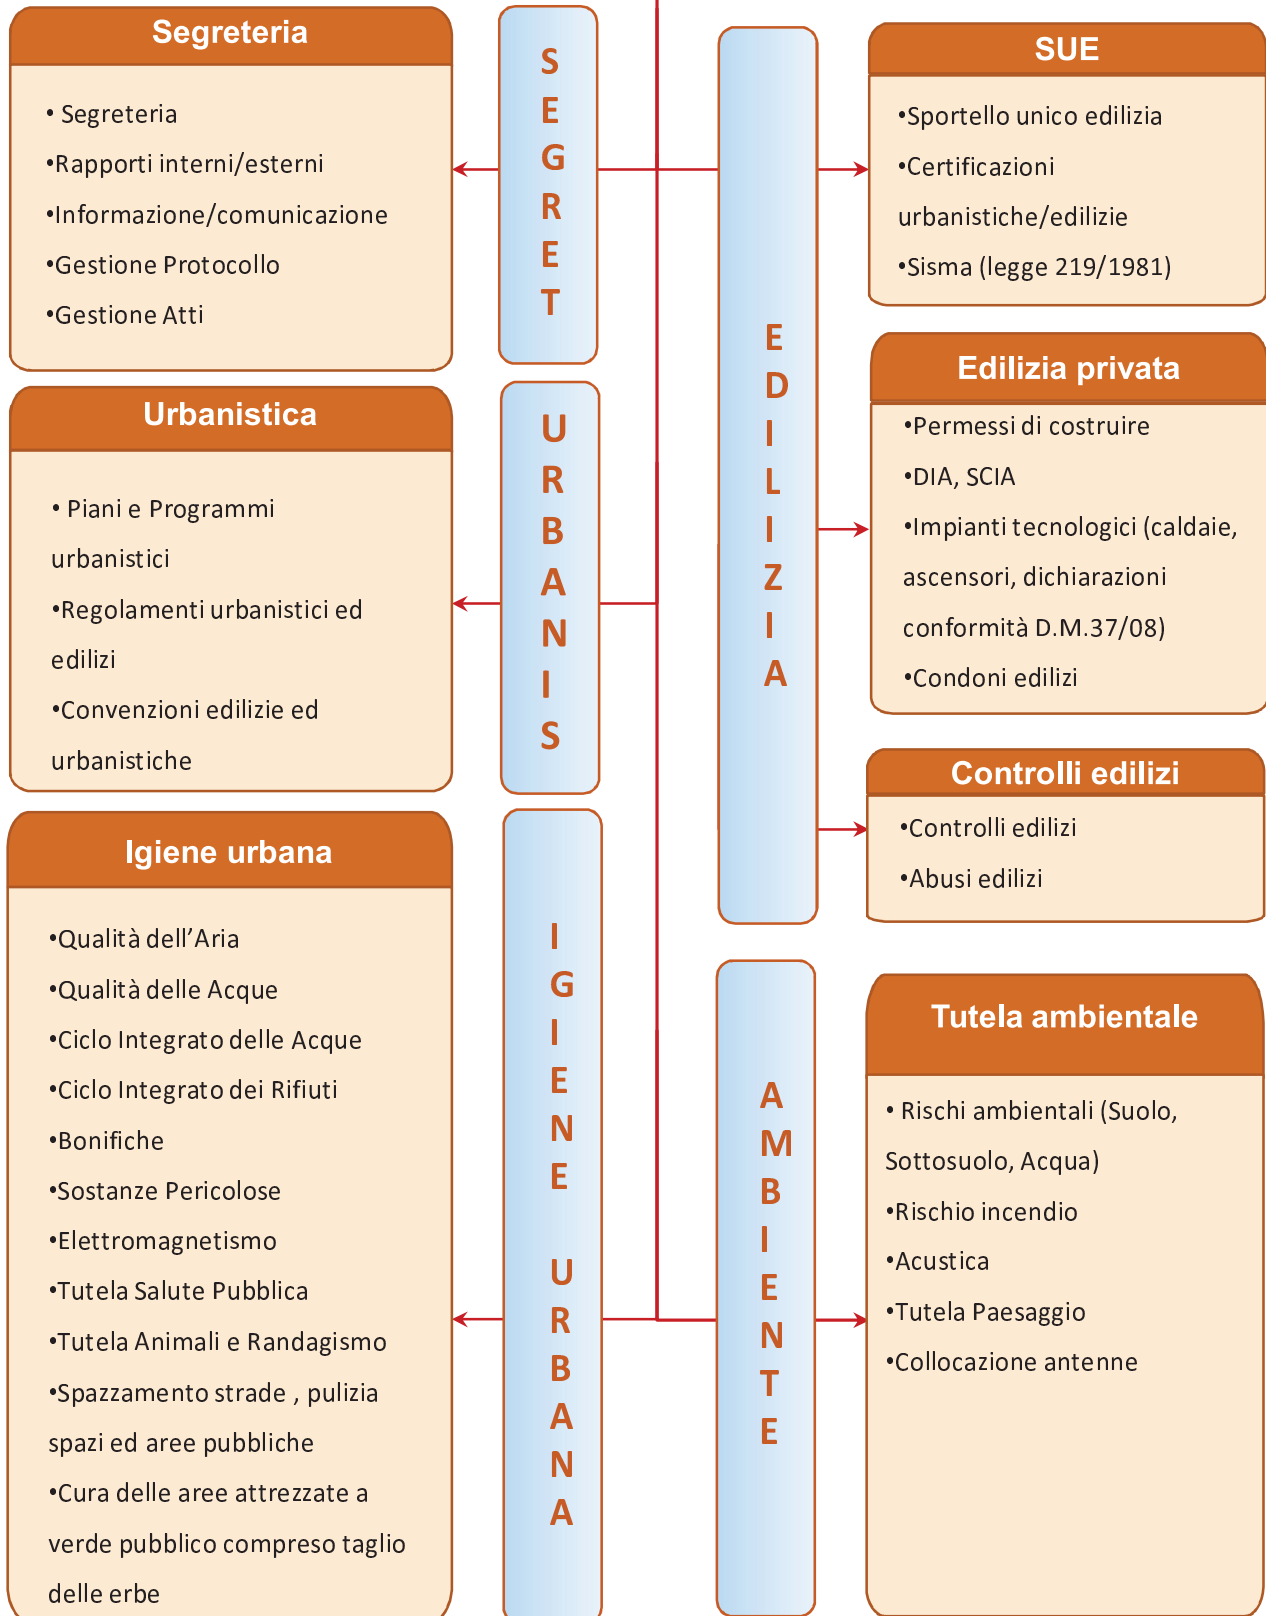 Segreteria
• Segreteria
•Rapporti interni/esterni
•Informazione/comunicazione
•Gestione Protocollo
•Gestione Atti
SEGRET
Urbanistica
• Piani e Programmi
urbanistici
•Regolamenti urbanistici ed
edilizi
•Convenzioni edilizie ed
urbanistiche
URBANIS
Igiene urbana
•Qualità dell’Aria
•Qualità delle Acque
•Ciclo Integrato delle Acque
•Ciclo Integrato dei Rifiuti
•Bonifiche
•Sostanze Pericolose
•Elettromagnetismo
•Tutela Salute Pubblica
•Tutela Animali e Randagismo
•Spazzamento strade , pulizia
spazi ed aree pubbliche
•Cura delle aree attrezzate a
verde pubblico compreso taglio
delle erbe
IGIENE URBANA
EDILIZIA
SUE
•Sportello unico edilizia
•Certificazioni
urbanistiche/edilizie
•Sisma (legge 219/1981)
Edilizia privata
•Permessi di costruire
•DIA, SCIA
•Impianti tecnologici (caldaie,
ascensori, dichiarazioni
conformità D.M.37/08)
•Condoni edilizi
Controlli edilizi
•Controlli edilizi
•Abusi edilizi
AMBIENTE
Tutela ambientale
• Rischi ambientali (Suolo,
Sottosuolo, Acqua)
•Rischio incendio
•Acustica
•Tutela Paesaggio
•Collocazione antenne